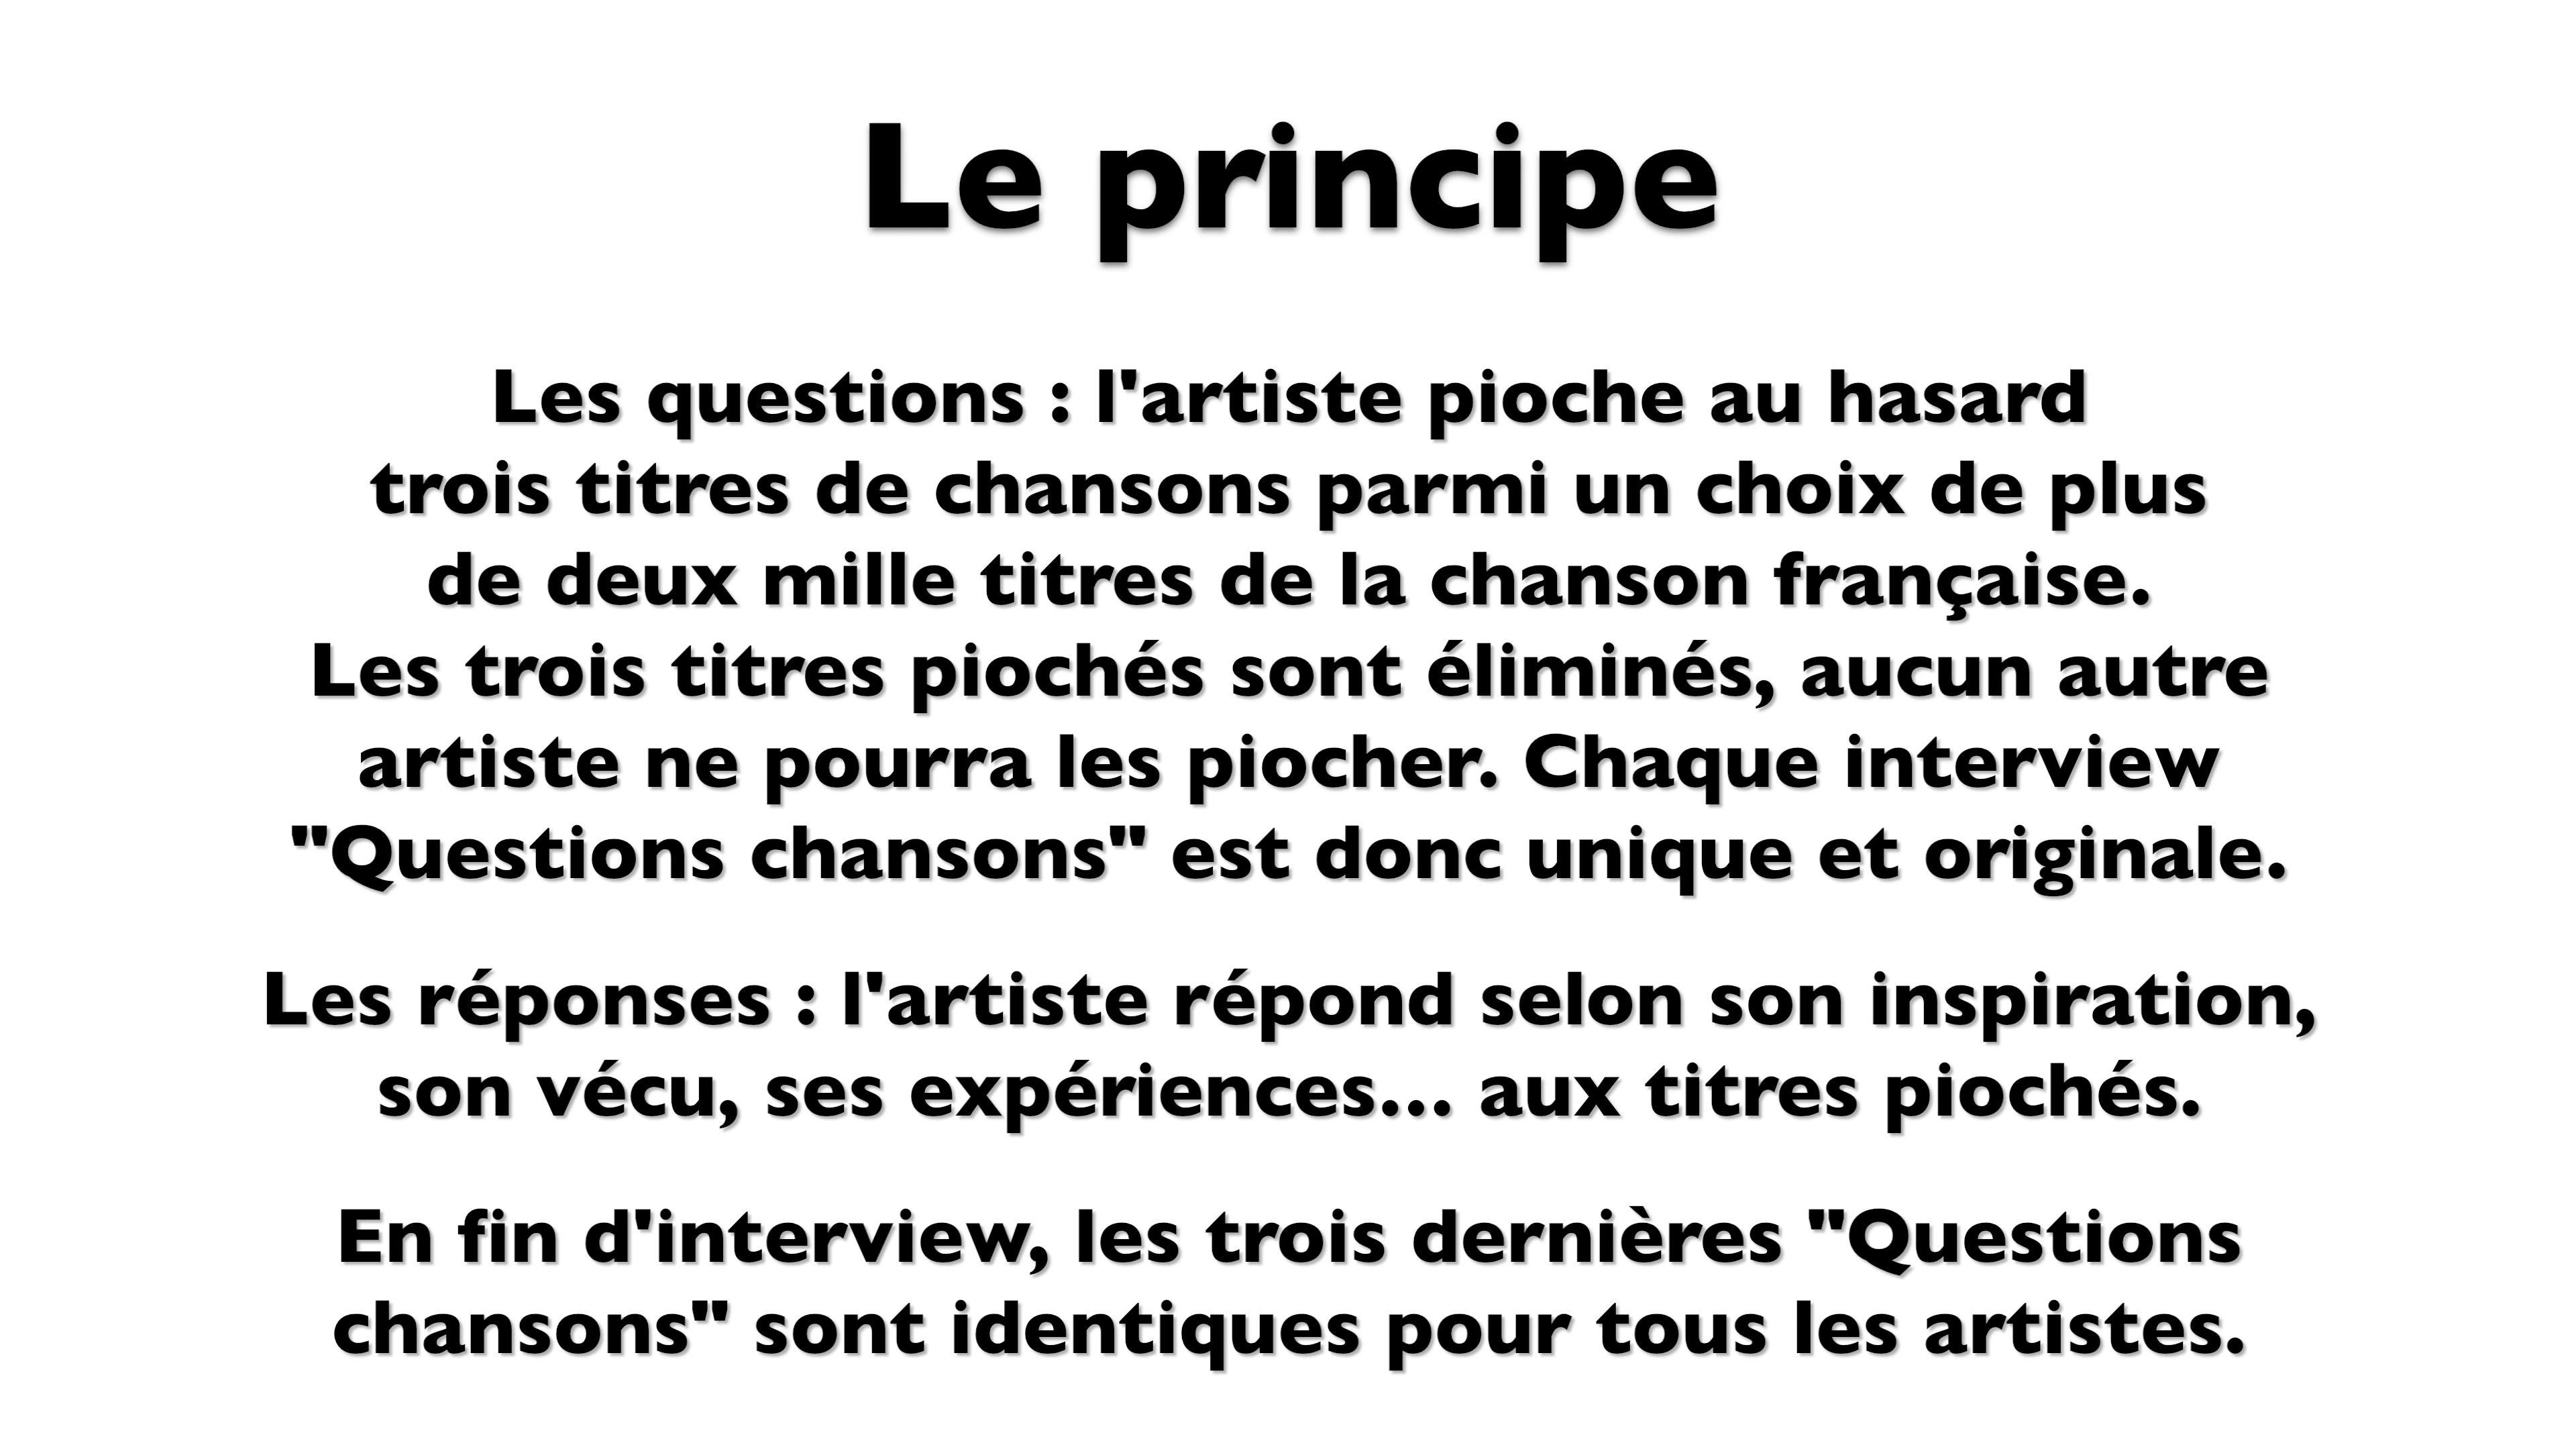 Le principe
Les questions : l'artiste pioche au hasard
trois titres de chansons parmi un choix de plus
de deux mille titres de la chanson française.
Les trois titres piochés sont éliminés, aucun autre
artiste ne pourra les piocher. Chaque interview
"Questions chansons" est donc unique et originale.
Les réponses : l'artiste répond selon son inspiration,
son vécu, ses expériences... aux titres piochés.
En fin d'interview, les trois dernières "Questions
chansons" sont identiques pour tous les artistes.